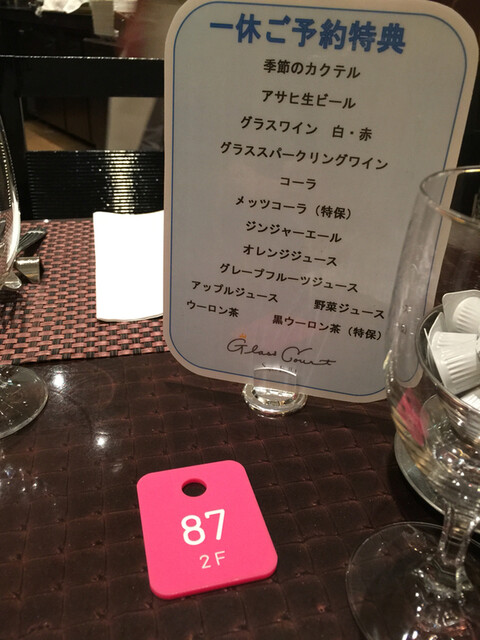 一休ご予約特典
季節のカクテル
アサヒ生ビール
グラスワイン　白・赤
グラススパークリングワイン
コーラ
メッツコーラ（特保）
ジンジャーエール
オレンジジュース
グレープフルーツジュース
アップルジュース　野菜ジュース
ウーロン茶　黒ウーロン茶（特保）
Glass Court
87
2F